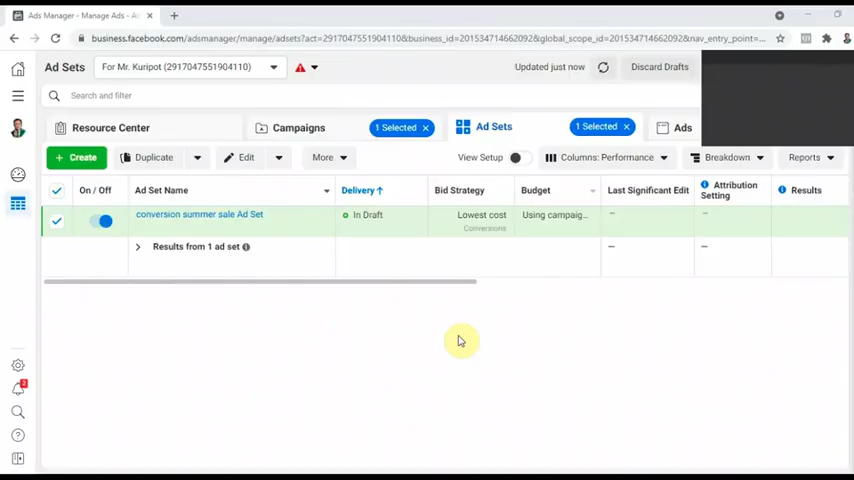 Ads Manager - Manage Ads - Ad
business.facebook.com/adsmanager/manage/adsets?act=2917047551904110&business_id=201534714662092&global_scope_id=201534714662092&nav_entry_point=...
Ad Sets
For Mr. Kuripot (2917047551904110)
Updated just now
Discard Drafts
Search and filter
Resource Center
Campaigns
1 Selected
Ad Sets
1 Selected
Ads
+ Create
Duplicate
Edit
More
View Setup
Columns: Performance
Breakdown
Reports
On / Off
Ad Set Name
Delivery ↑
Bid Strategy
Budget
Last Significant Edit
Attribution
Setting
Results
conversion summer sale Ad Set
In Draft
Lowest cost
Conversions
Using campaig...
—
—
Results from 1 ad set
—
—
2